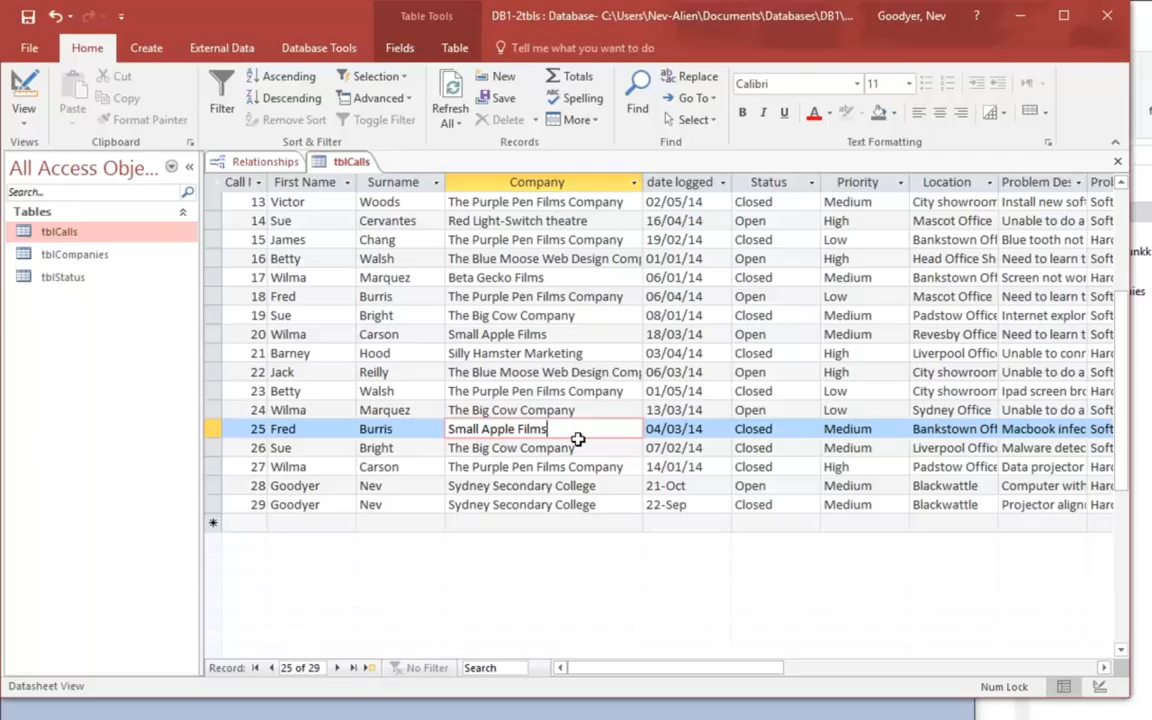 Table Tools
DB1-2tbls : Database- C:\Users\Nev-Alien\Documents\Databases\DB1\...
Goodyer, Nev
?
File Home Create External Data Database Tools Fields Table Tell me what you want to do
View
Views
Paste
Cut
Copy
Format Painter
Clipboard
Filter
Ascending
Descending
Remove Sort
Selection
Advanced
Toggle Filter
Sort & Filter
Refresh
All
New
Save
Delete
Totals
Spelling
More
Records
Find
Replace
Go To
Select
Find
Calibri 11
B I U A
Text Formatting
All Access Obje...
Search...
Tables
tblCalls
tblCompanies
tblStatus
Relationships tblCalls
Call I First Name Surname Company date logged Status Priority Location Problem Des Prol
13 Victor Woods The Purple Pen Films Company 02/05/14 Closed Medium City showroom Install new soft Soft
14 Sue Cervantes Red Light-Switch theatre 16/04/14 Open High Mascot Office Unable to do a Soft
15 James Chang The Purple Pen Films Company 19/02/14 Closed Low Bankstown Off Blue tooth not Hard
16 Betty Walsh The Blue Moose Web Design Comp 01/01/14 Open High Head Office Sh Need to learn t Soft
17 Wilma Marquez Beta Gecko Films 06/01/14 Closed Medium Bankstown Off Screen not wor Hard
18 Fred Burris The Purple Pen Films Company 06/04/14 Open Low Mascot Office Need to learn t Soft
19 Sue Bright The Big Cow Company 08/01/14 Closed Medium Padstow Office Internet explor Soft
20 Wilma Carson Small Apple Films 18/03/14 Open Medium Revesby Office Need to learn t Soft
21 Barney Hood Silly Hamster Marketing 03/04/14 Closed High Liverpool Offic Unable to conn Hard
22 Jack Reilly The Blue Moose Web Design Comp 06/03/14 Open High City showroom Unable to do a Soft
23 Betty Walsh The Purple Pen Films Company 01/05/14 Closed Low City showroom Ipad screen bro Hard
24 Wilma Marquez The Big Cow Company 13/03/14 Open Low Sydney Office Unable to do a Soft
25 Fred Burris Small Apple Films 04/03/14 Closed Medium Bankstown Off Macbook infec Soft
26 Sue Bright The Big Cow Company 07/02/14 Closed Medium Liverpool Offic Malware detec Soft
27 Wilma Carson The Purple Pen Films Company 14/01/14 Closed High Padstow Office Data projector Hard
28 Goodyer Nev Sydney Secondary College 21-Oct Open Medium Blackwattle Computer with Hard
29 Goodyer Nev Sydney Secondary College 22-Sep Closed Medium Blackwattle Projector align Hard
Record: 25 of 29 No Filter Search
Datasheet View
Num Lock